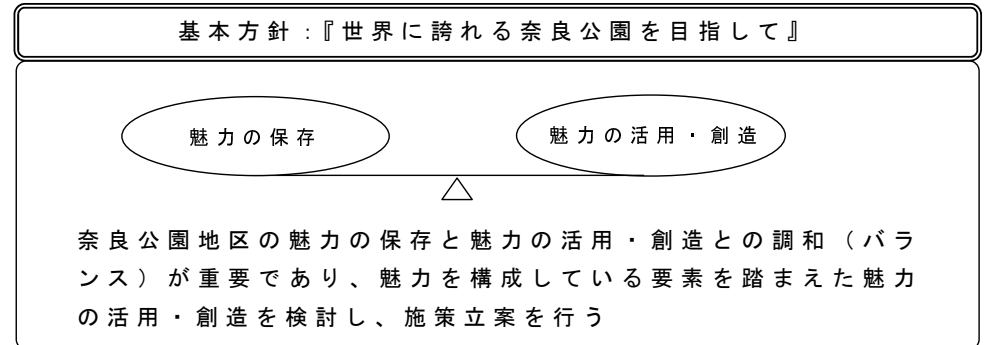 基本方針:『世界に誇れる奈良公園を目指して』
魅力の保存
魅力の活用・創造
奈良公園地区の魅力の保存と魅力の活用・創造との調和（バラ
ンス）が重要であり、魅力を構成している要素を踏まえた魅力
の活用・創造を検討し、施策立案を行う